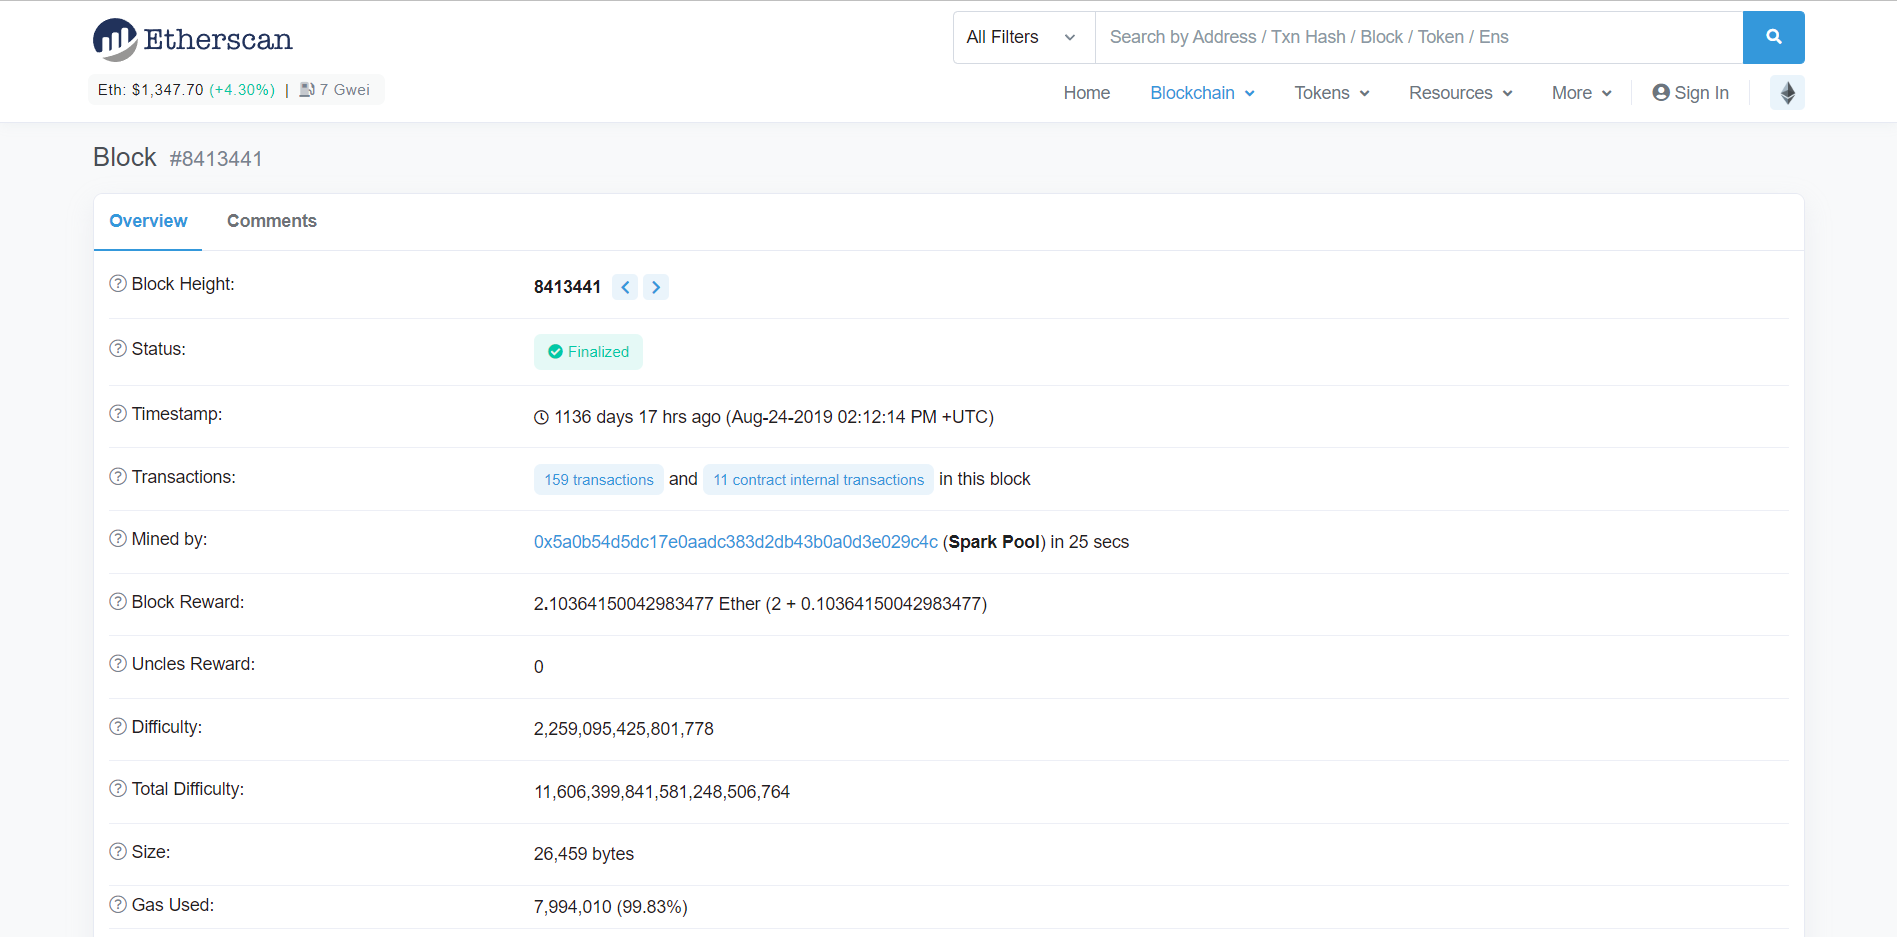 Etherscan
All Filters
Search by Address / Txn Hash / Block / Token / Ens
Eth: $1,347.70 (+4.30%) | 7 Gwei
Home Blockchain Tokens Resources More Sign In
Block #8413441
Overview Comments
Block Height: 8413441
Status: Finalized
Timestamp: 1136 days 17 hrs ago (Aug-24-2019 02:12:14 PM +UTC)
Transactions: 159 transactions and 11 contract internal transactions in this block
Mined by: 0x5a0b54d5dc17e0aadc383d2db43b0a0d3e029c4c (Spark Pool) in 25 secs
Block Reward: 2.10364150042983477 Ether (2 + 0.10364150042983477)
Uncles Reward: 0
Difficulty: 2,259,095,425,801,778
Total Difficulty: 11,606,399,841,581,248,506,764
Size: 26,459 bytes
Gas Used: 7,994,010 (99.83%)